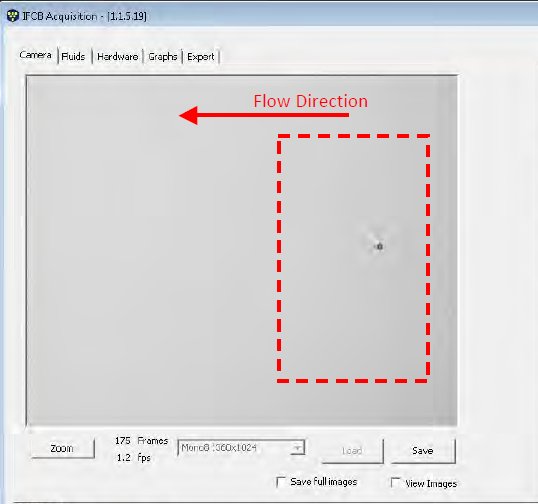 IFCB Acquisition - [1.1.5.19]
Camera Fluids Hardware Graphs Expert
Flow Direction
Zoom 175 Frames Mono8 1360x1024 Load Save
1.2 fps
Save full images View Images